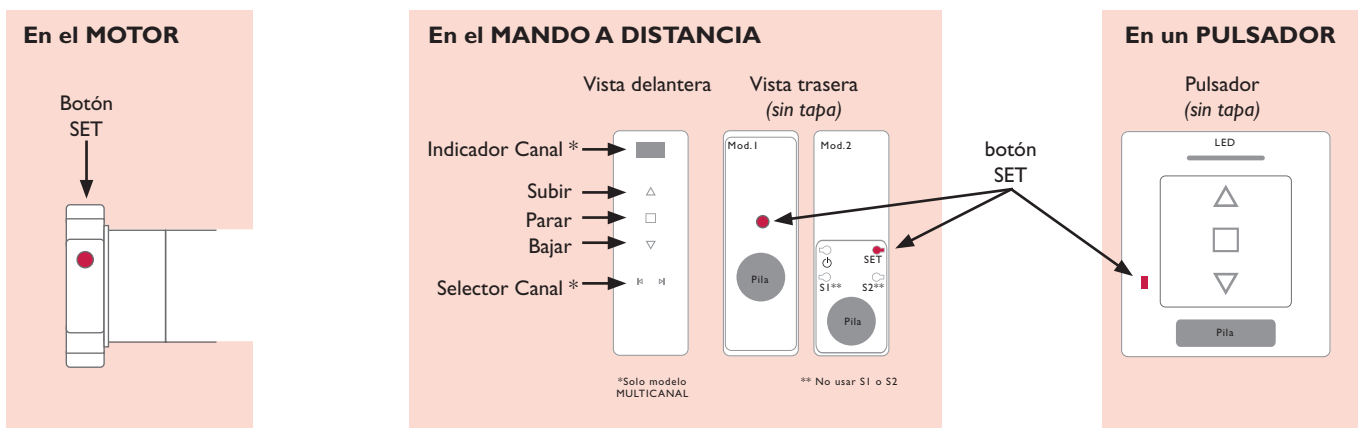 En el MOTOR
Botón
SET
En el MANDO A DISTANCIA
Vista delantera
Vista trasera
(sin tapa)
Indicador Canal *
Subir
Parar
Bajar
Selector Canal *
Mod.1
Pila
Mod.2
SET
S1**
S2**
Pila
*Solo modelo
MULTICANAL
** No usar S1 o S2
botón
SET
En un PULSADOR
Pulsador
(sin tapa)
LED
Pila